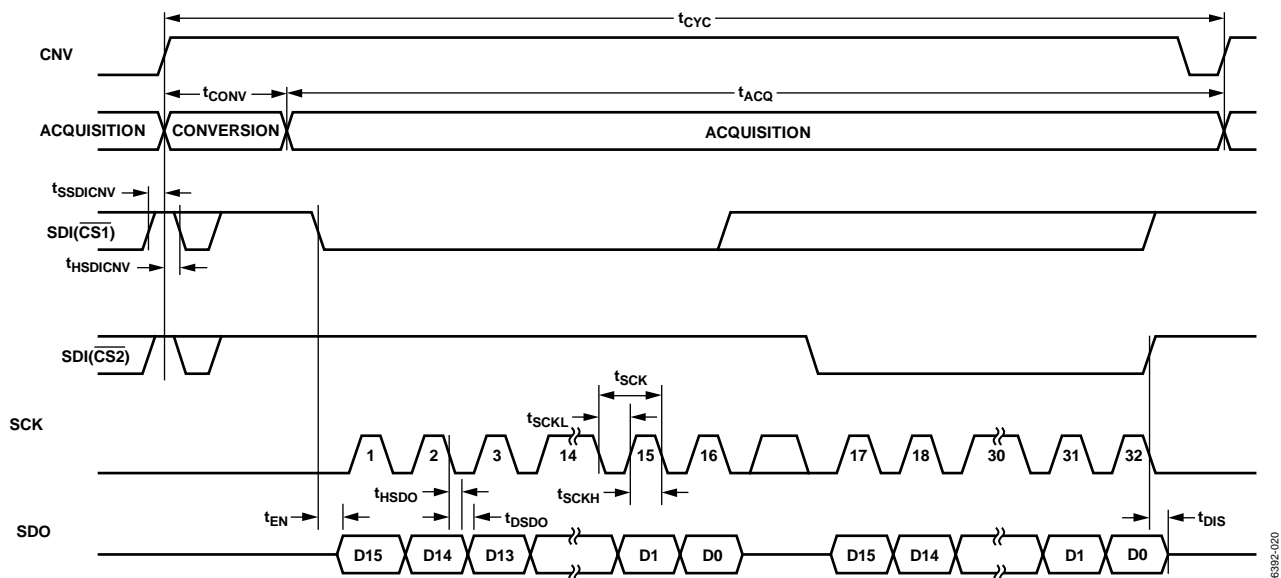 tCYC
CNV
tCONV
tACQ
ACQUISITION CONVERSION ACQUISITION
tSSDICNV
SDI(CS1)
tHSDICNV
SDI(CS2)
tSCK
SCK
tSCKL
1 2 3 14 15 16 17 18 30 31 32
tHSDO
tSCKH
tEN
tDSDO
tDIS
SDO
D15 D14 D13 D1 D0 D15 D14 D1 D0
6392-020